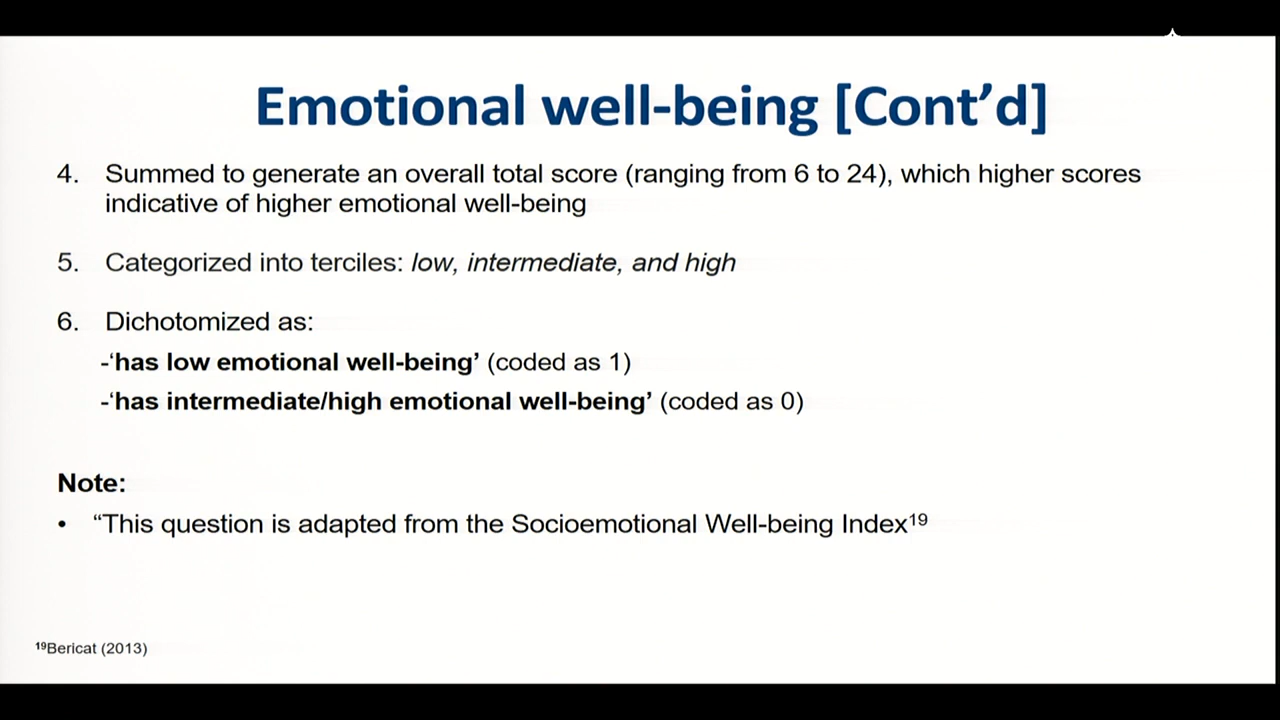 Emotional well-being [Cont’d]
4. Summed to generate an overall total score (ranging from 6 to 24), which higher scores
indicative of higher emotional well-being
5. Categorized into terciles: low, intermediate, and high
6. Dichotomized as:
-‘has low emotional well-being’ (coded as 1)
-‘has intermediate/high emotional well-being’ (coded as 0)
Note:
• “This question is adapted from the Socioemotional Well-being Index¹⁹
¹⁹Bericat (2013)